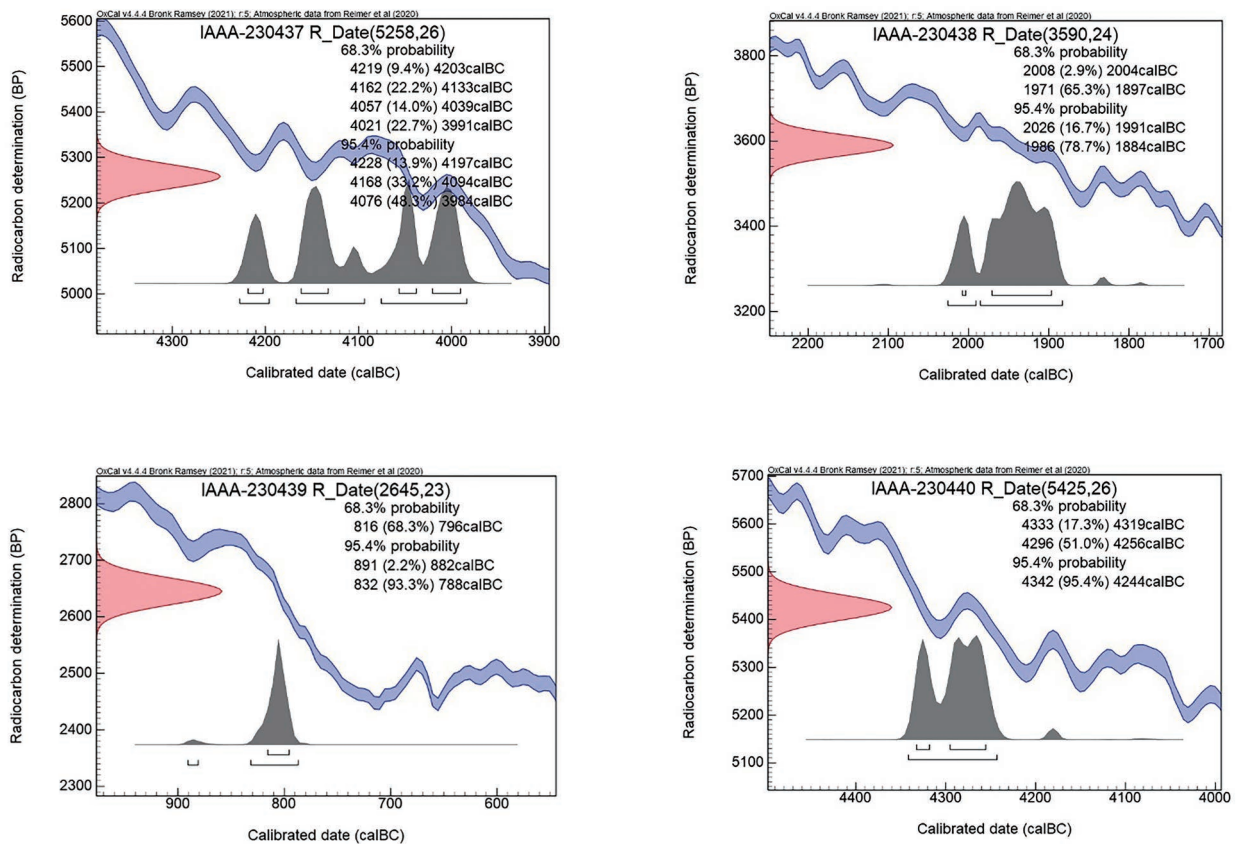 OxCal v4.4.4 Bronk Ramsey (2021); r:5; Atmospheric data from Reimer et al (2020)
IAAA-230437 R_Date(5258,26)
68.3% probability
4219 (9.4%) 4203calBC
4162 (22.2%) 4133calBC
4057 (14.0%) 4039calBC
4021 (22.7%) 3991calBC
95.4% probability
4228 (13.9%) 4197calBC
4168 (33.2%) 4094calBC
4076 (48.3%) 3984calBC
Radiocarbon determination (BP)
5600
5500
5400
5300
5200
5100
5000
4300 4200 4100 4000 3900
Calibrated date (calBC)
OxCal v4.4.4 Bronk Ramsey (2021); r:5; Atmospheric data from Reimer et al (2020)
IAAA-230438 R_Date(3590,24)
68.3% probability
2008 (2.9%) 2004calBC
1971 (65.3%) 1897calBC
95.4% probability
2026 (16.7%) 1991calBC
1986 (78.7%) 1884calBC
Radiocarbon determination (BP)
3800
3600
3400
3200
2200 2100 2000 1900 1800 1700
Calibrated date (calBC)
OxCal v4.4.4 Bronk Ramsey (2021); r:5; Atmospheric data from Reimer et al (2020)
IAAA-230439 R_Date(2645,23)
68.3% probability
816 (68.3%) 796calBC
95.4% probability
891 (2.2%) 882calBC
832 (93.3%) 788calBC
Radiocarbon determination (BP)
2800
2700
2600
2500
2400
2300
900 800 700 600
Calibrated date (calBC)
OxCal v4.4.4 Bronk Ramsey (2021); r:5; Atmospheric data from Reimer et al (2020)
IAAA-230440 R_Date(5425,26)
68.3% probability
4333 (17.3%) 4319calBC
4296 (51.0%) 4256calBC
95.4% probability
4342 (95.4%) 4244calBC
Radiocarbon determination (BP)
5700
5600
5500
5400
5300
5200
5100
4400 4300 4200 4100 4000
Calibrated date (calBC)